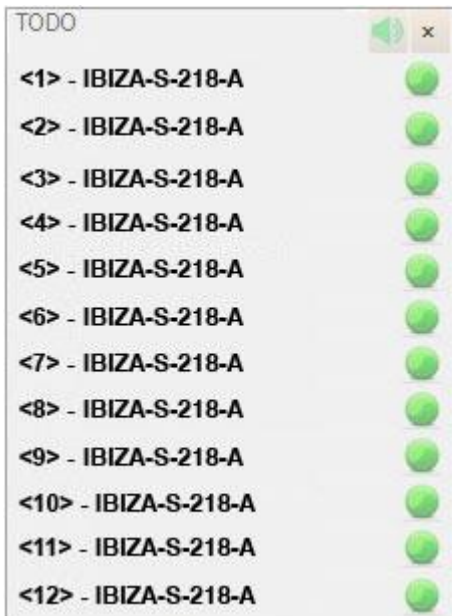 TODO
<1> - IBIZA-S-218-A
<2> - IBIZA-S-218-A
<3> - IBIZA-S-218-A
<4> - IBIZA-S-218-A
<5> - IBIZA-S-218-A
<6> - IBIZA-S-218-A
<7> - IBIZA-S-218-A
<8> - IBIZA-S-218-A
<9> - IBIZA-S-218-A
<10> - IBIZA-S-218-A
<11> - IBIZA-S-218-A
<12> - IBIZA-S-218-A